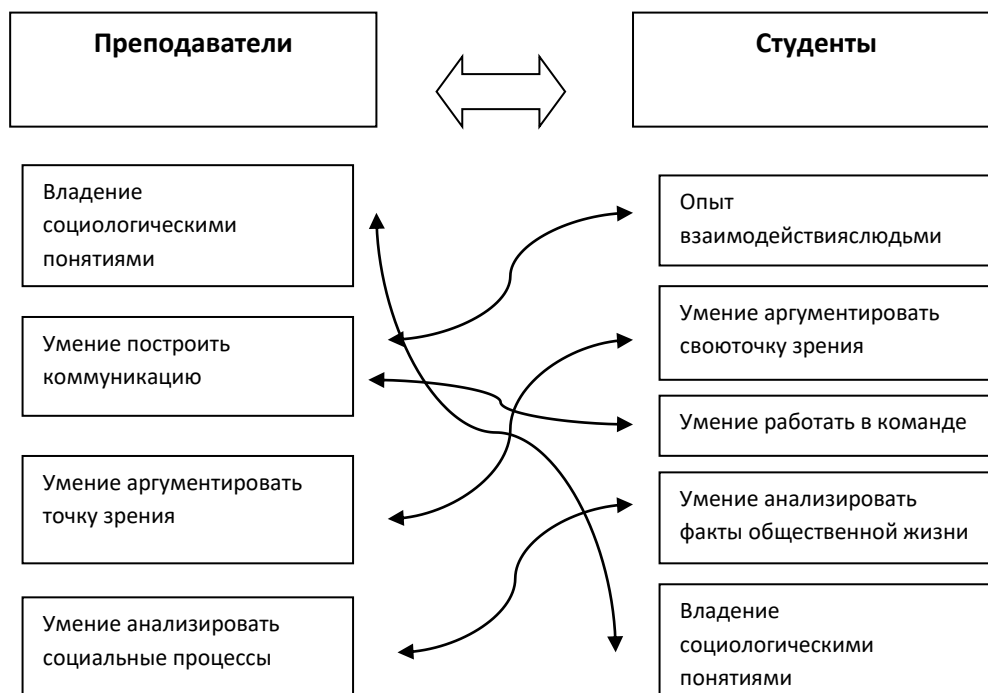 Преподаватели
Студенты
Владение
социологическими
понятиями
Умение построить
коммуникацию
Умение аргументировать
точку зрения
Умение анализировать
социальные процессы
Опыт
взаимодействияслюдьми
Умение аргументировать
своюточку зрения
Умение работать в команде
Умение анализировать
факты общественной жизни
Владение
социологическими
понятиями